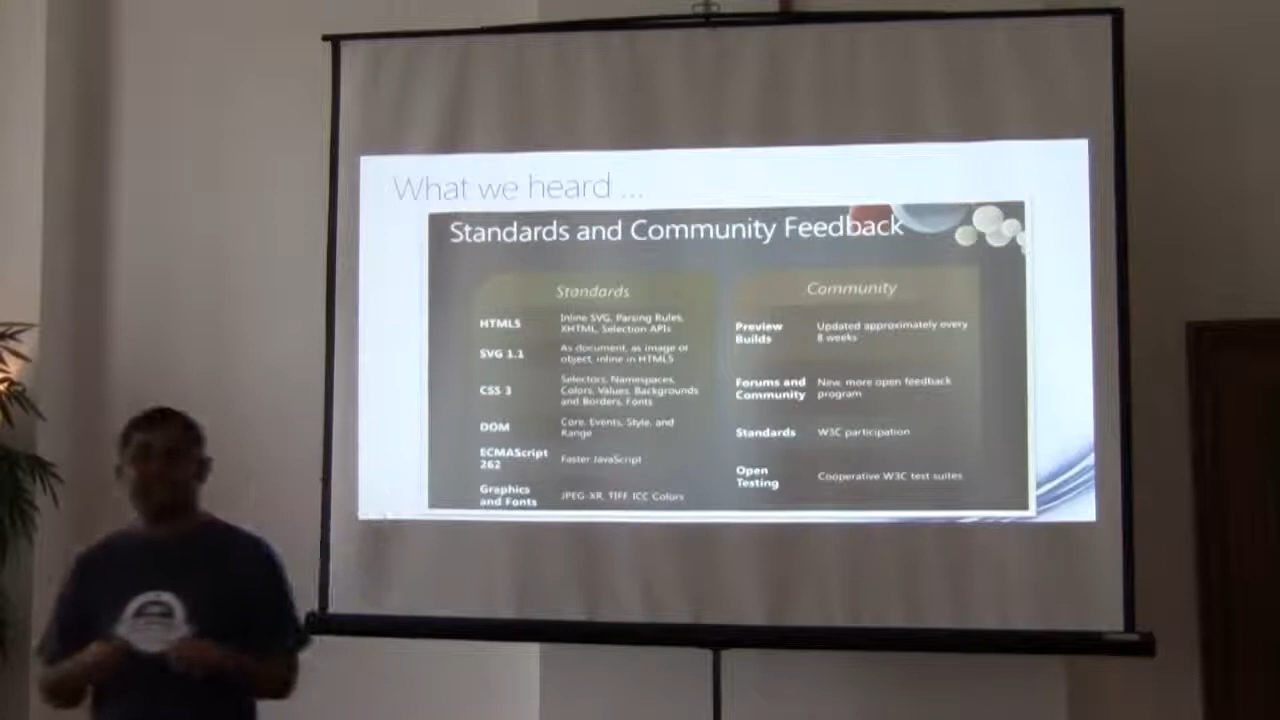 What we heard ...
Standards and Community Feedback
Standards
HTML5
Inline SVG, Parsing Rules,
XHTML, Selection APIs
SVG 1.1
As document, as image or
object, inline in HTML5
CSS 3
Selectors, Namespaces,
Colors, Values, Backgrounds
and Borders, Fonts
DOM
Core, Events, Style, and
Range
ECMAScript
262
Faster JavaScript
Graphics
and Fonts
JPEG-XR, TIFF, ICC Colors
Community
Preview
Builds
Updated approximately every
8 weeks
Forums and
Community
New, more open feedback
program
Standards
W3C participation
Open
Testing
Cooperative W3C test suites